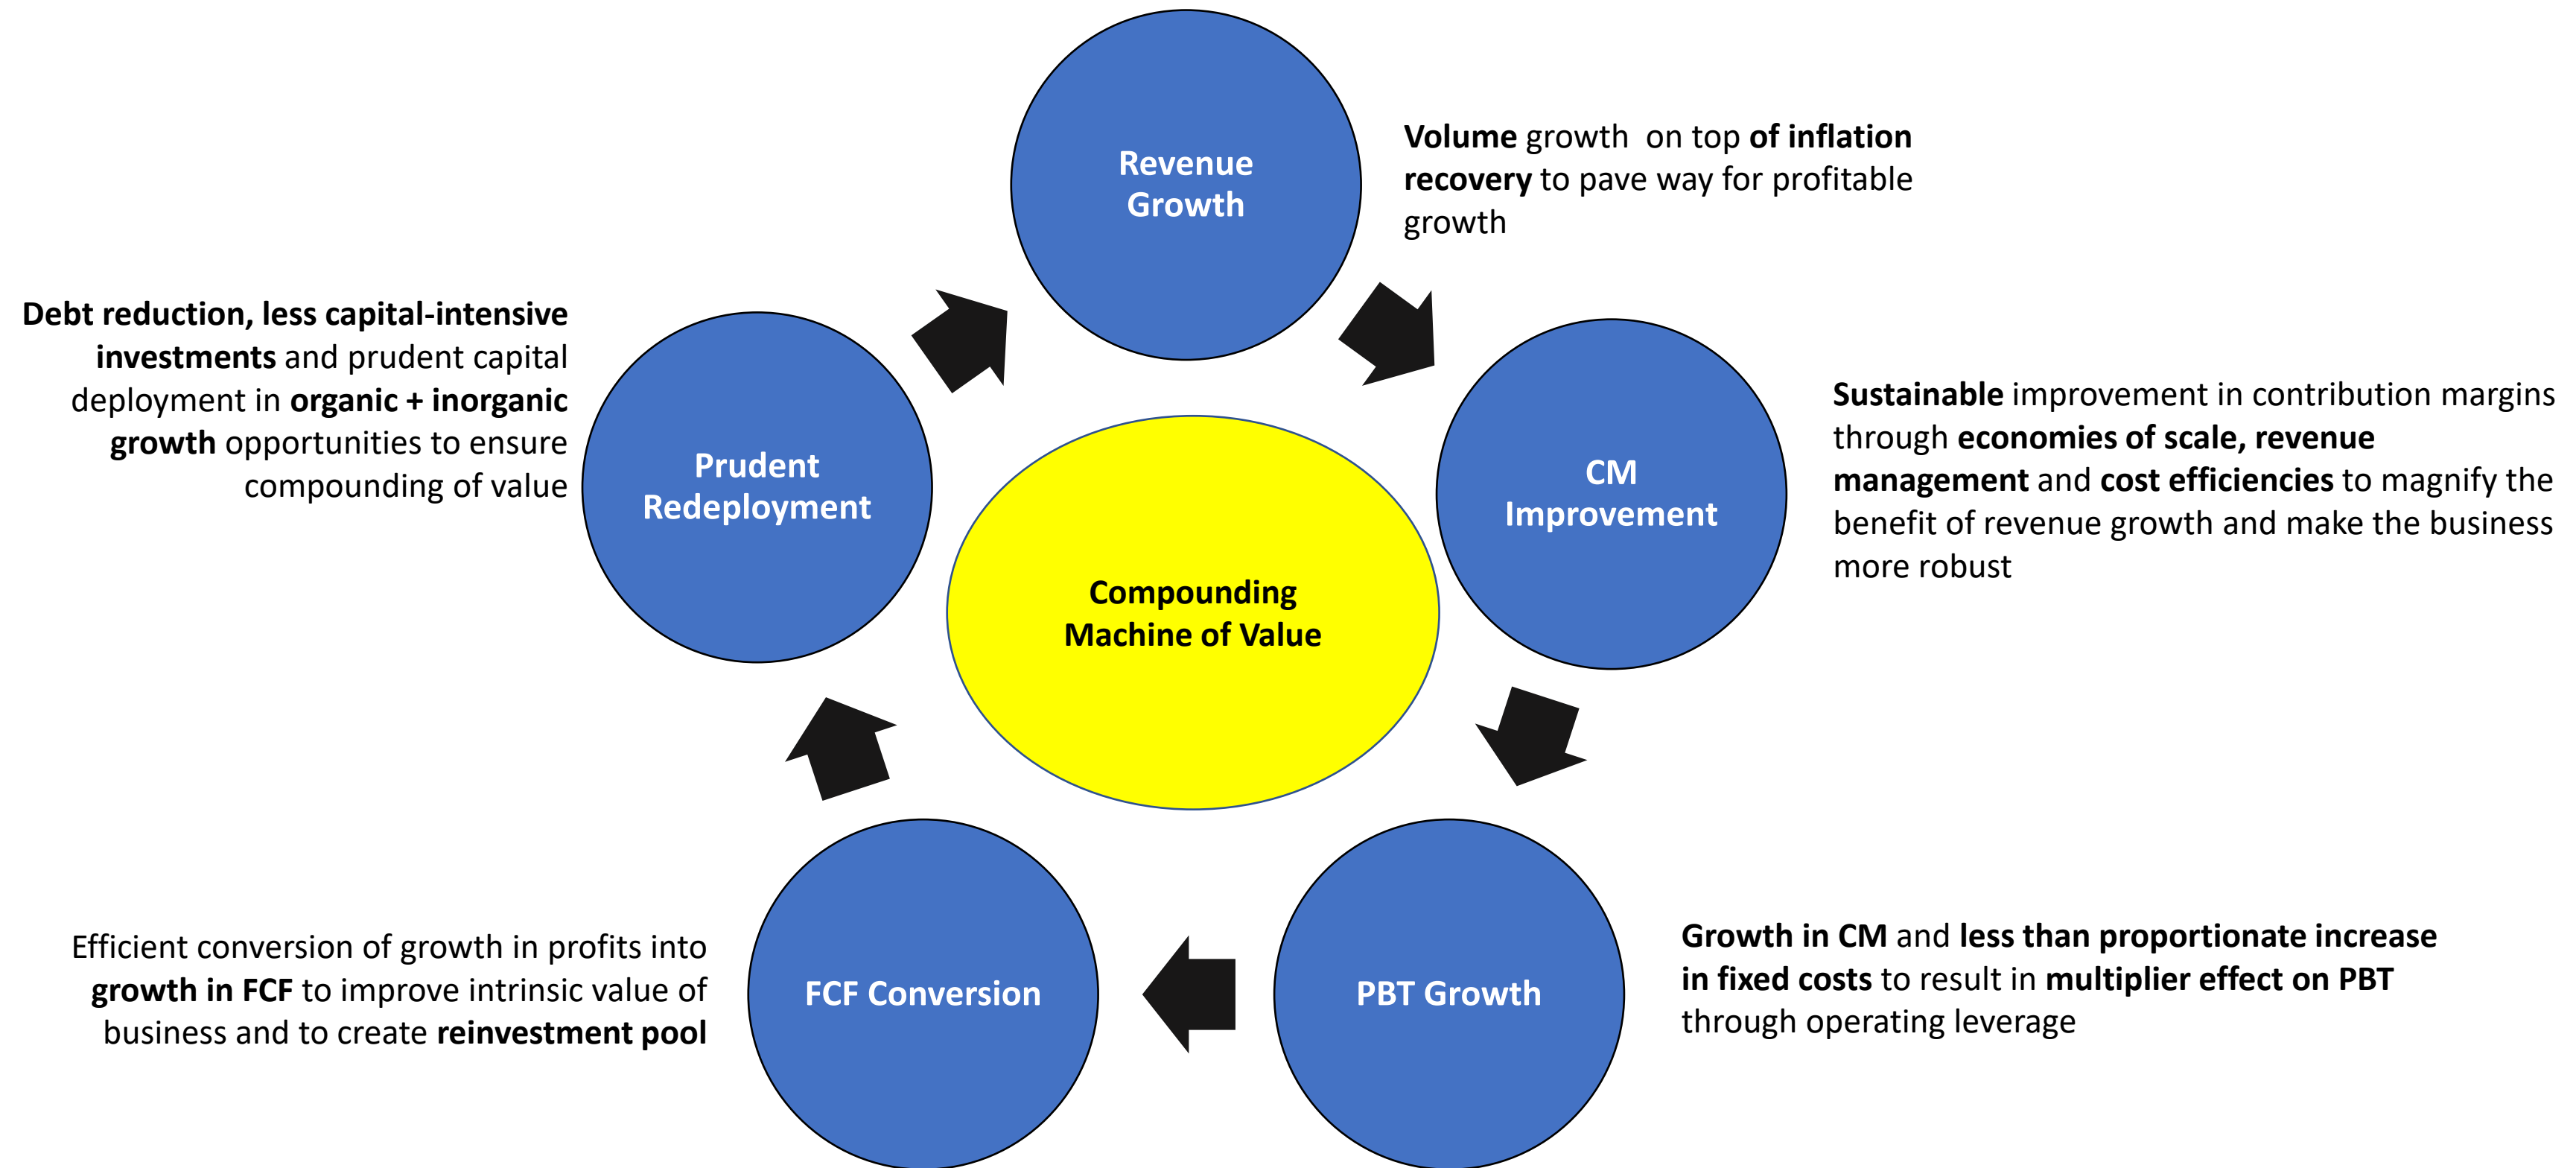 Revenue
Growth
Volume growth on top of inflation
recovery to pave way for profitable
growth
CM
Improvement
Sustainable improvement in contribution margins
through economies of scale, revenue
management and cost efficiencies to magnify the
benefit of revenue growth and make the business
more robust
PBT Growth
Growth in CM and less than proportionate increase
in fixed costs to result in multiplier effect on PBT
through operating leverage
FCF Conversion
Efficient conversion of growth in profits into
growth in FCF to improve intrinsic value of
business and to create reinvestment pool
Prudent
Redeployment
Debt reduction, less capital-intensive
investments and prudent capital
deployment in organic + inorganic
growth opportunities to ensure
compounding of value
Compounding
Machine of Value